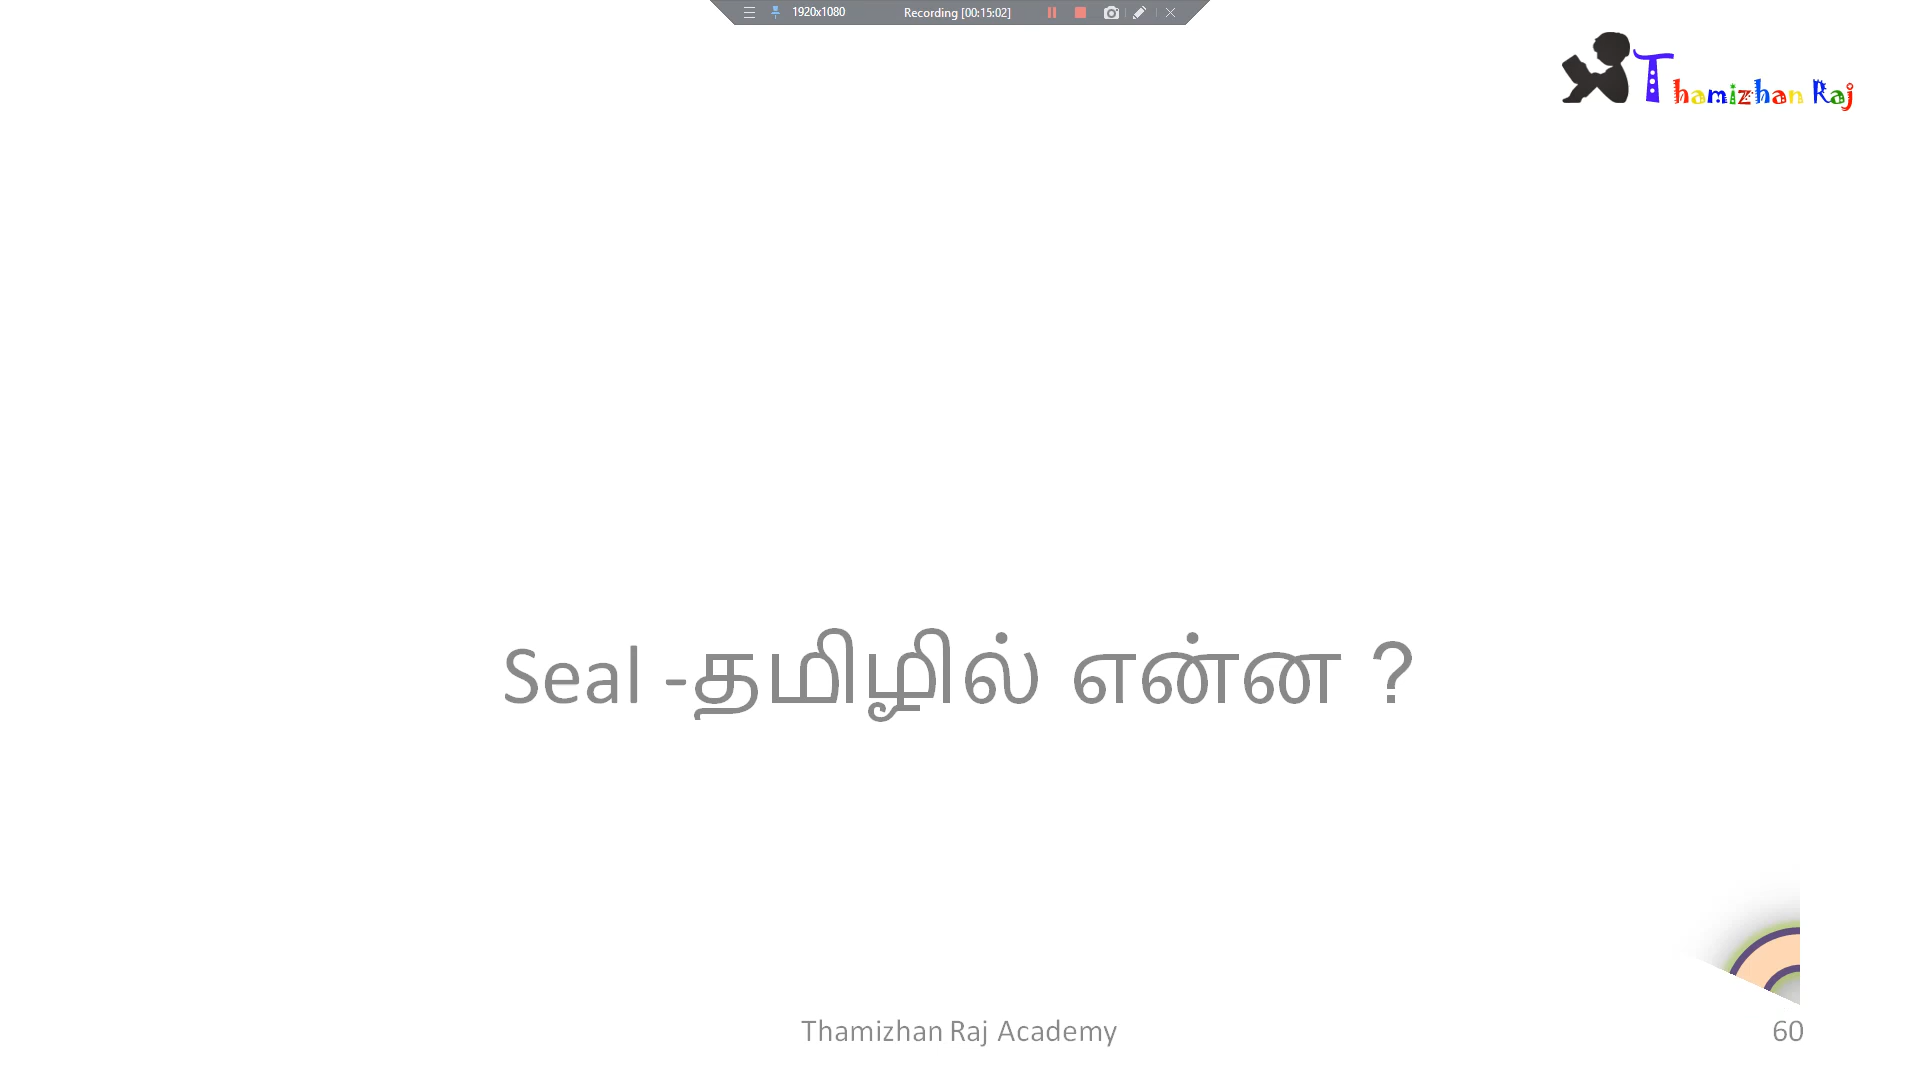 1920x1080 Recording [00:15:02]
Thamizhan Raj
Seal -தமிழில் என்ன ?
Thamizhan Raj Academy
60